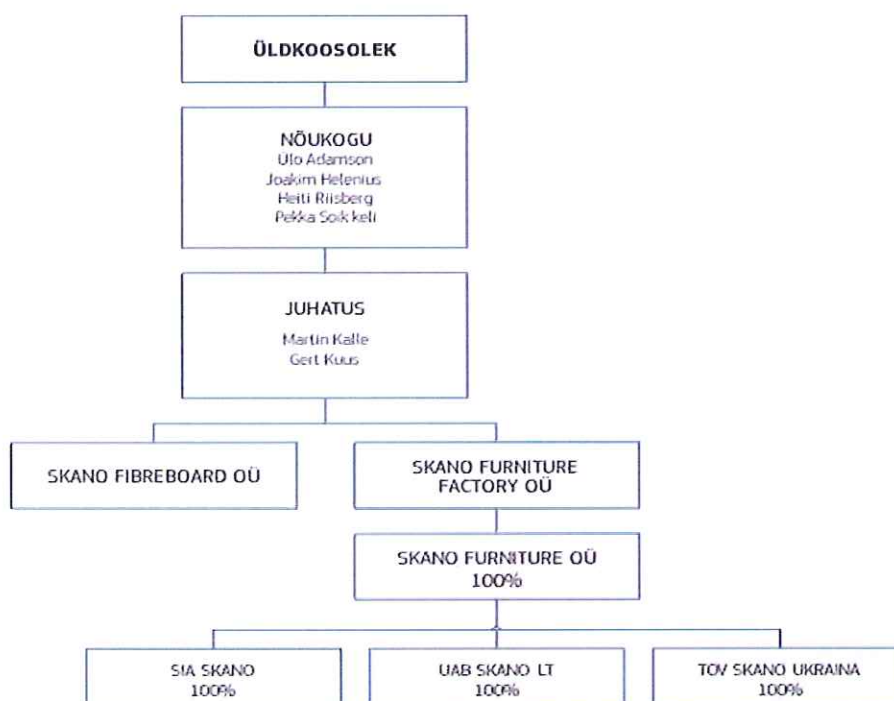 ÜLDKOOSOLEK
NÕUKOGU
Ülo Adamson
Joakim Helenius
Heiti Riisberg
Pekka Soikkeli
JUHATUS
Martin Kalle
Gert Kuus
SKANO FIBREBOARD OÜ
SKANO FURNITURE
FACTORY OÜ
SKANO FURNITURE OÜ
100%
SIA SKANO
100%
UAB SKANO LT
100%
TOV SKANO UKRAINA
100%